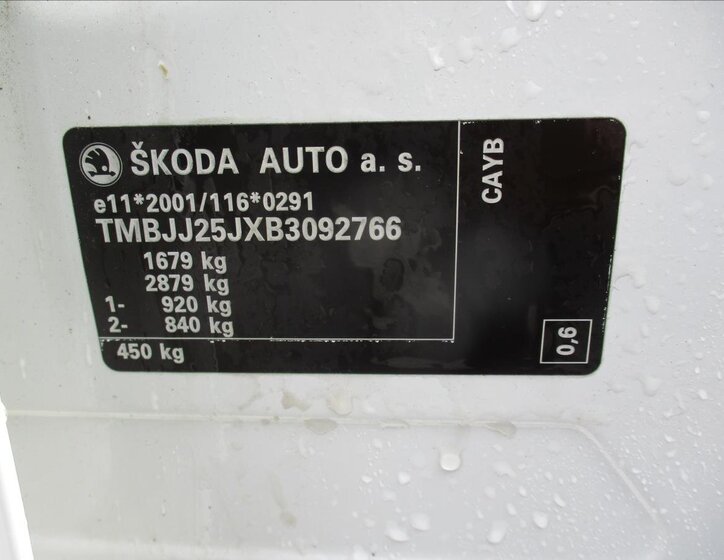 ŠKODA AUTO a. s.
e11*2001/116*0291
TMBJJ25JXB3092766
1679 kg
2879 kg
1- 920 kg
2- 840 kg
450 kg
CAYB
0,6